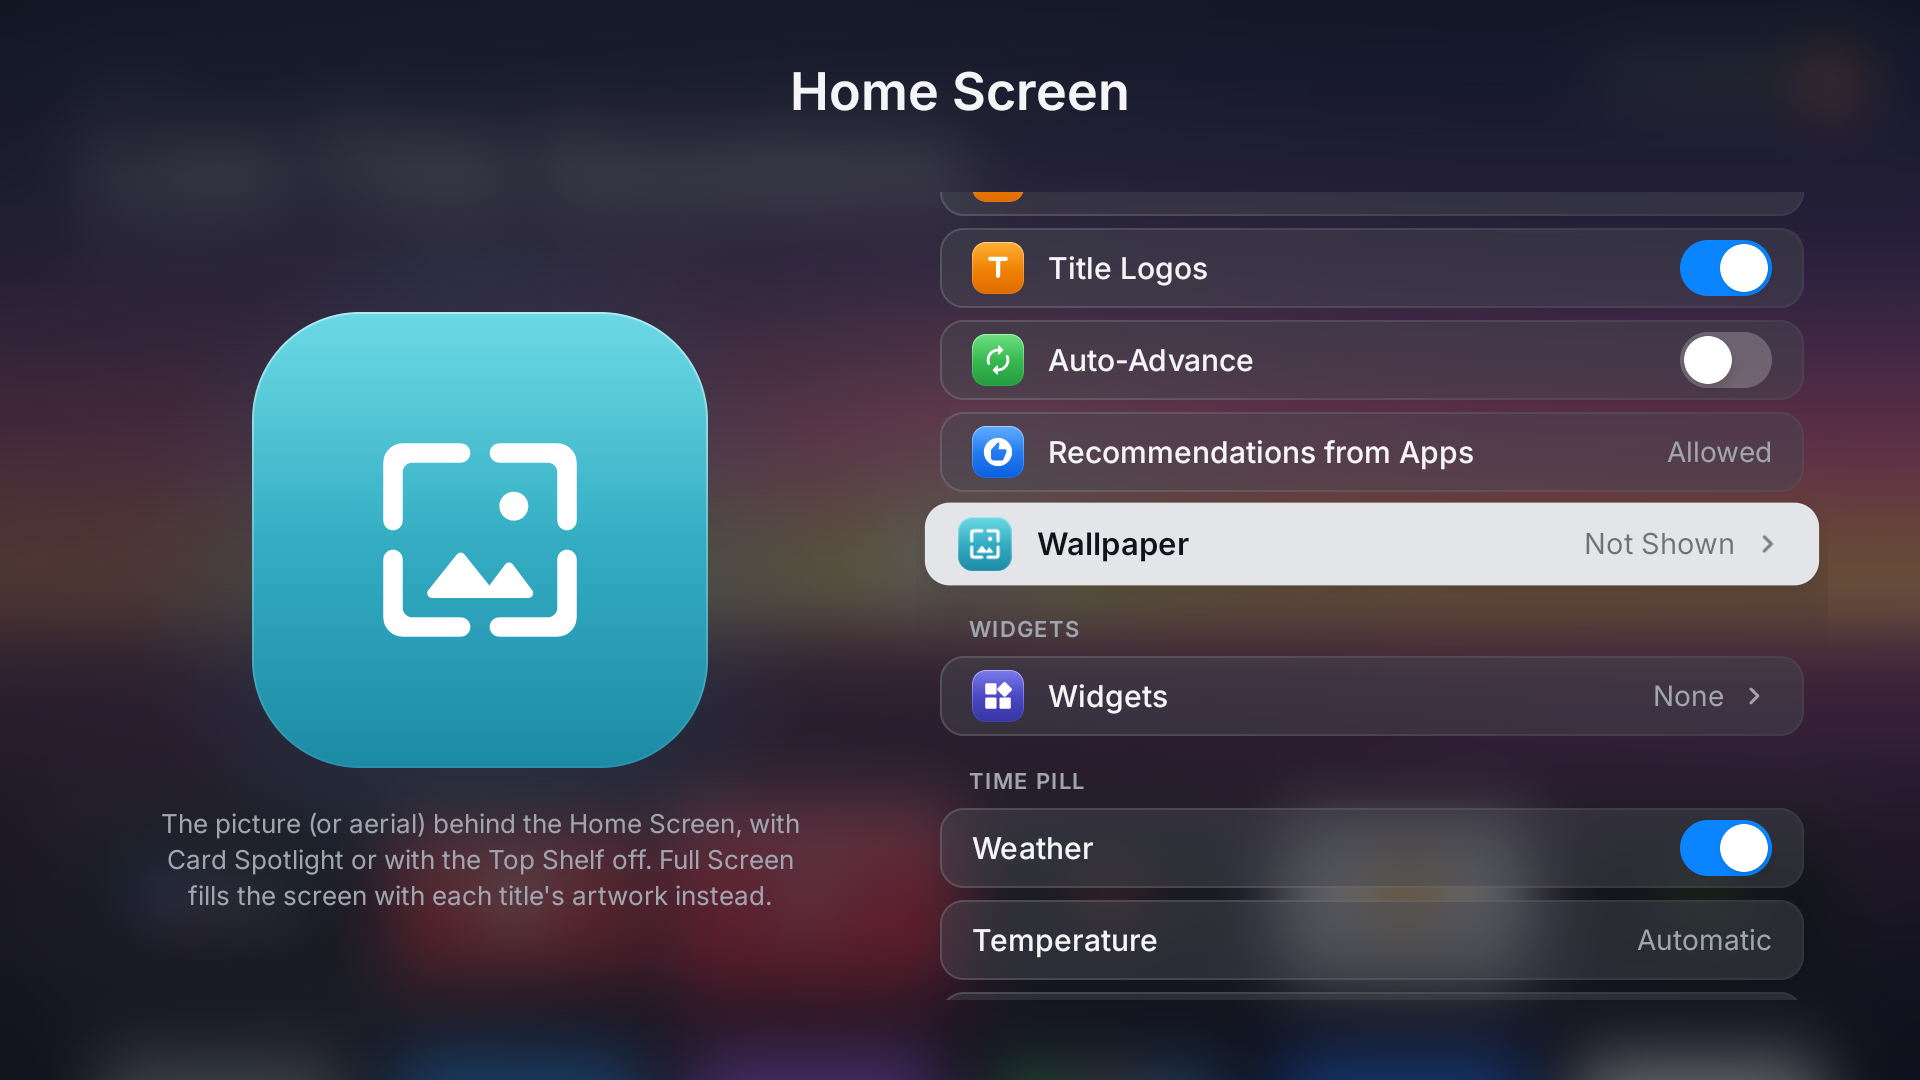 Home Screen
T Title Logos
Auto-Advance
Recommendations from Apps Allowed
Wallpaper Not Shown
WIDGETS
Widgets None
TIME PILL
Weather
Temperature Automatic
The picture (or aerial) behind the Home Screen, with
Card Spotlight or with the Top Shelf off. Full Screen
fills the screen with each title's artwork instead.